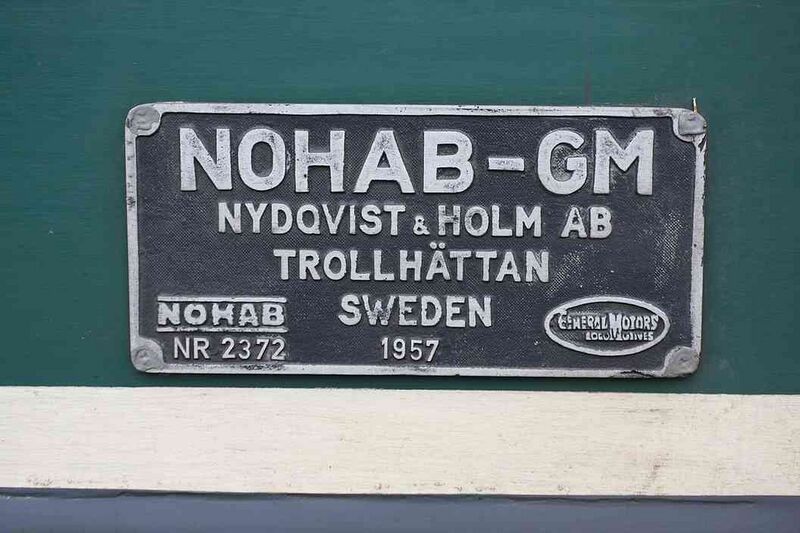 NOHAB-GM
NYDQVIST & HOLM AB
TROLLHÄTTAN
SWEDEN
NOHAB
NR 2372
1957
GENERAL MOTORS
LOCOMOTIVES